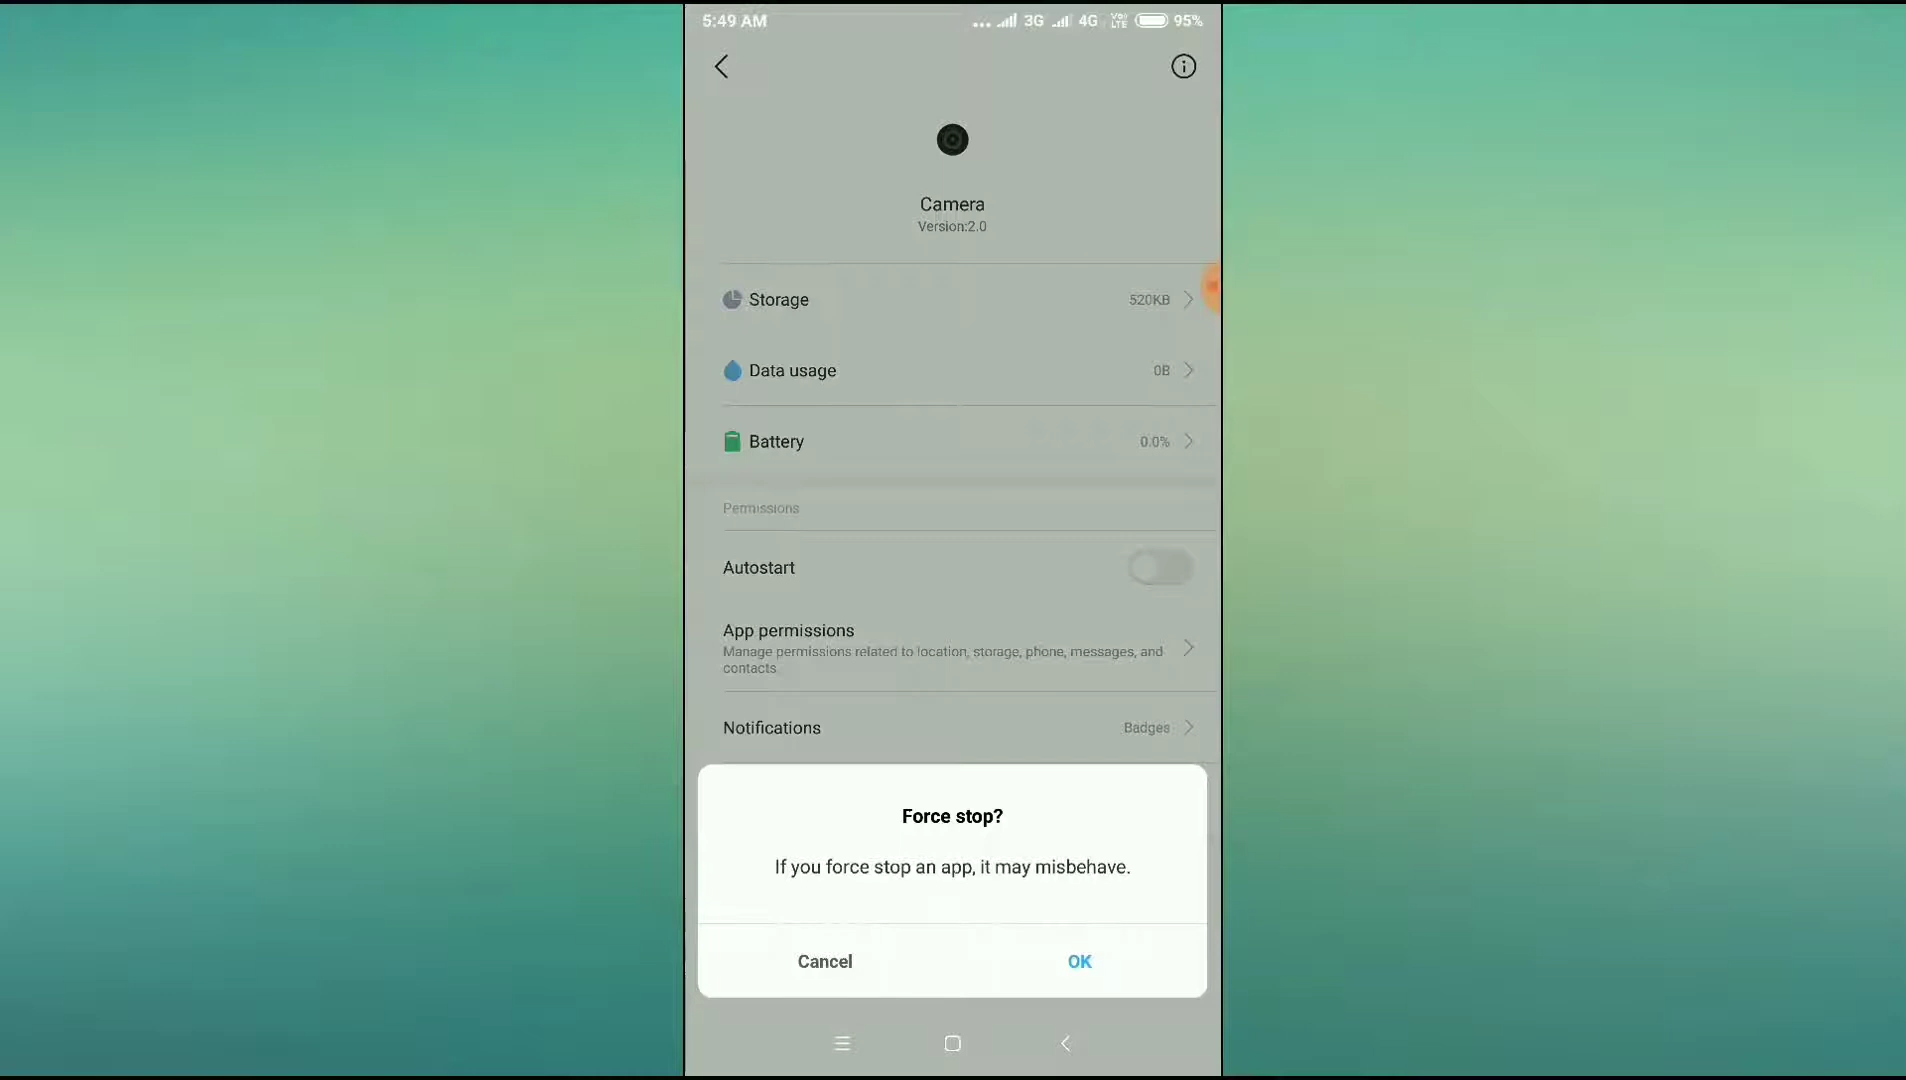 5:49 AM ... 3G 4G Vo LTE 95%
Camera
Version:2.0
Storage 520KB
Data usage 0B
Battery 0.0%
Permissions
Autostart
App permissions
Manage permissions related to location, storage, phone, messages, and
contacts
Notifications Badges
Force stop?
If you force stop an app, it may misbehave.
Cancel OK